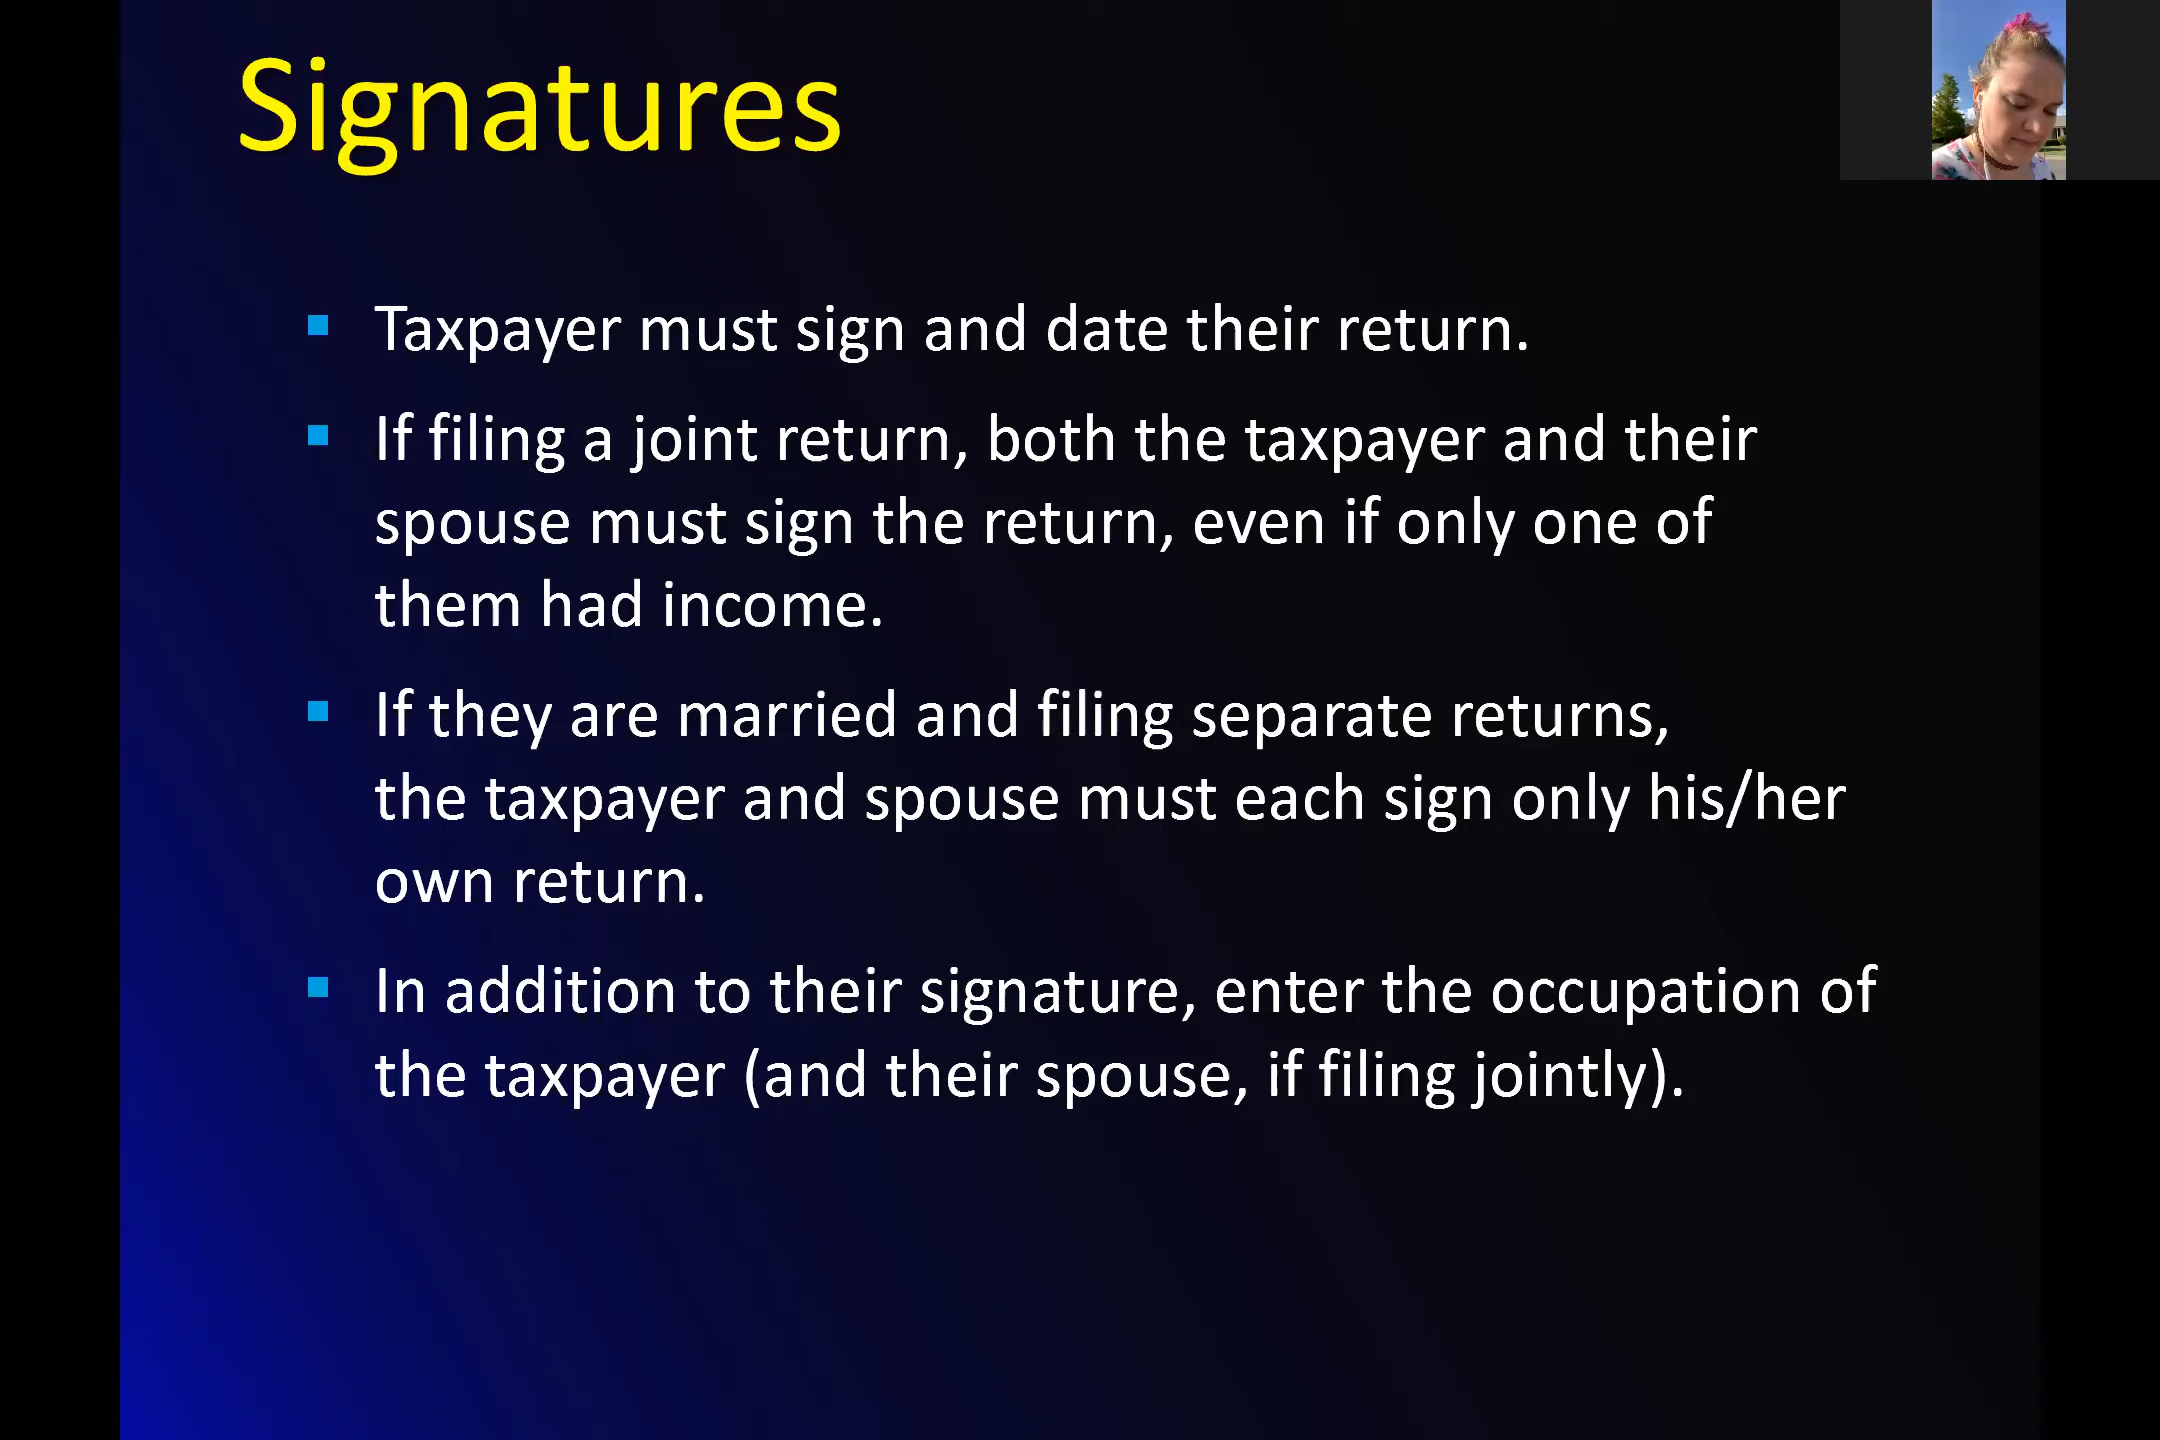 Signatures
Taxpayer must sign and date their return.
If filing a joint return, both the taxpayer and their
spouse must sign the return, even if only one of
them had income.
If they are married and filing separate returns,
the taxpayer and spouse must each sign only his/her
own return.
In addition to their signature, enter the occupation of
the taxpayer (and their spouse, if filing jointly).